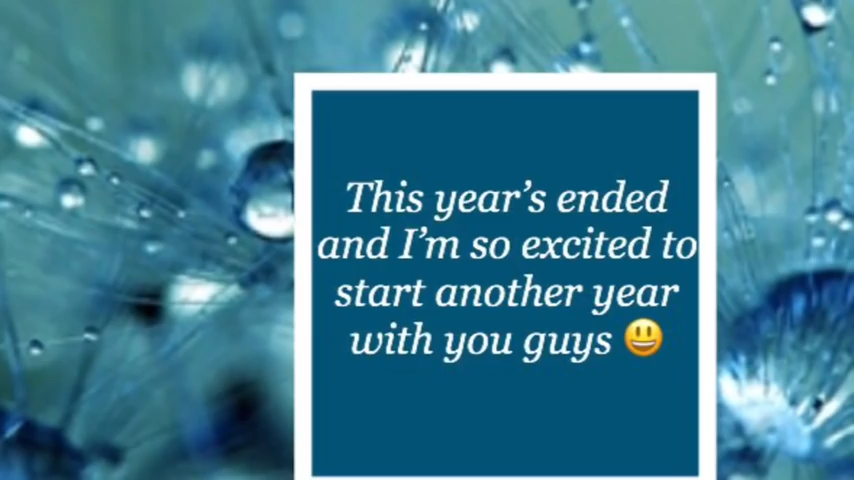 This year’s ended
and I’m so excited to
start another year
with you guys 😃